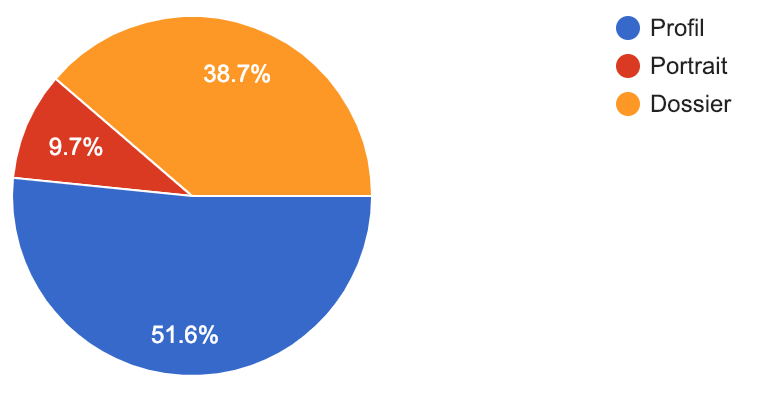 38.7%
9.7%
51.6%
Profil
Portrait
Dossier